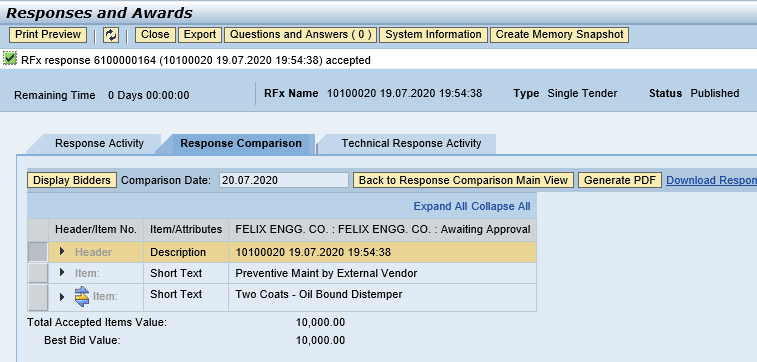 Responses and Awards
Print Preview Close Export Questions and Answers ( 0 ) System Information Create Memory Snapshot
RFx response 6100000164 (10100020 19.07.2020 19:54:38) accepted
Remaining Time 0 Days 00:00:00 RFx Name 10100020 19.07.2020 19:54:38 Type Single Tender Status Published
Response Activity Response Comparison Technical Response Activity
Display Bidders Comparison Date: 20.07.2020 Back to Response Comparison Main View Generate PDF Download Respon
Expand All Collapse All
Header/Item No. Item/Attributes FELIX ENGG. CO. : FELIX ENGG. CO. : Awaiting Approval
Header Description 10100020 19.07.2020 19:54:38
Item: Short Text Preventive Maint by External Vendor
Item: Short Text Two Coats - Oil Bound Distemper
Total Accepted Items Value: 10,000.00
Best Bid Value: 10,000.00